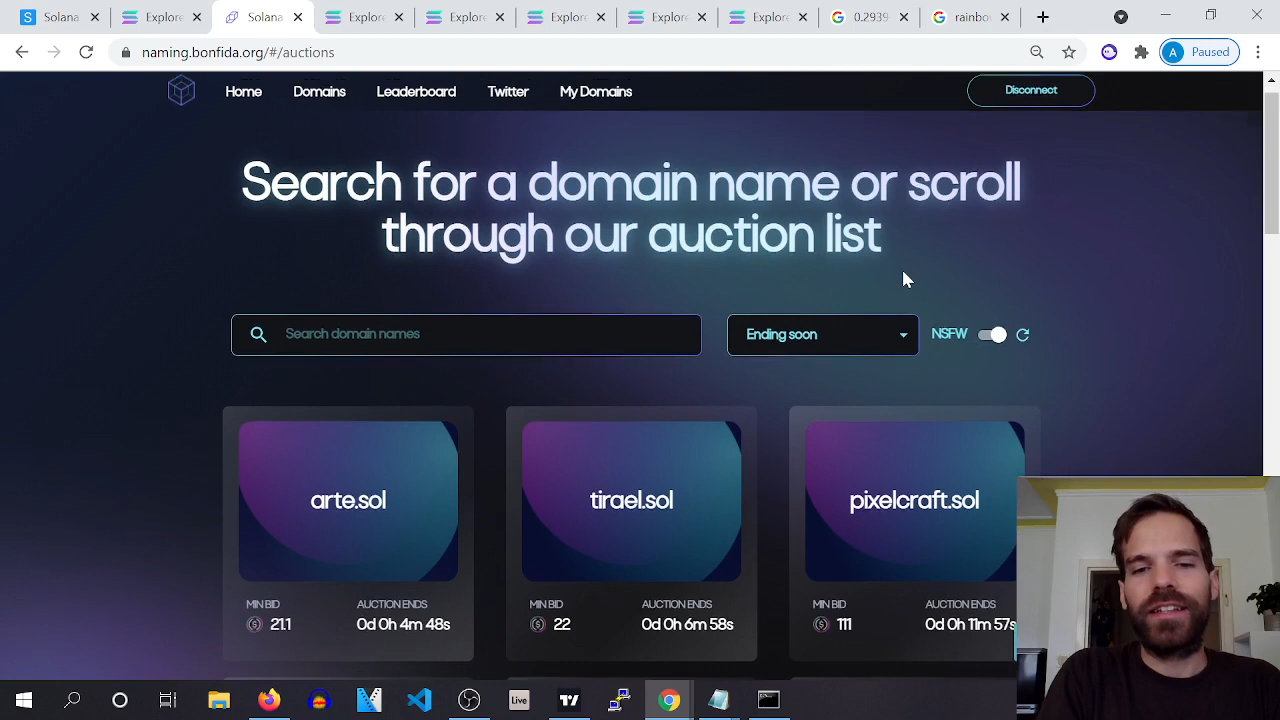 Solana
Explore
Solana
Explore
Explore
Explore
Explore
Explore
0.2939
rainbo
naming.bonfida.org/#/auctions
A Paused
Home Domains Leaderboard Twitter My Domains Disconnect
Search for a domain name or scroll
through our auction list
Search domain names
Ending soon
NSFW
arte.sol
tirael.sol
pixelcraft.sol
MIN BID AUCTION ENDS
21.1 0d 0h 4m 48s
MIN BID AUCTION ENDS
22 0d 0h 6m 58s
MIN BID AUCTION ENDS
111 0d 0h 11m 57s
Live